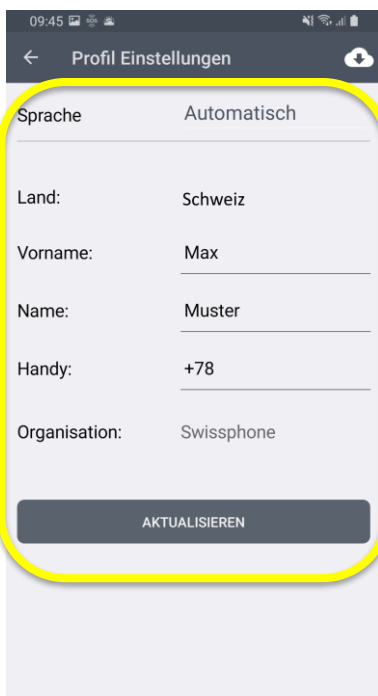 09:45
Profil Einstellungen
Sprache Automatisch
Land: Schweiz
Vorname: Max
Name: Muster
Handy: +78
Organisation: Swissphone
AKTUALISIEREN